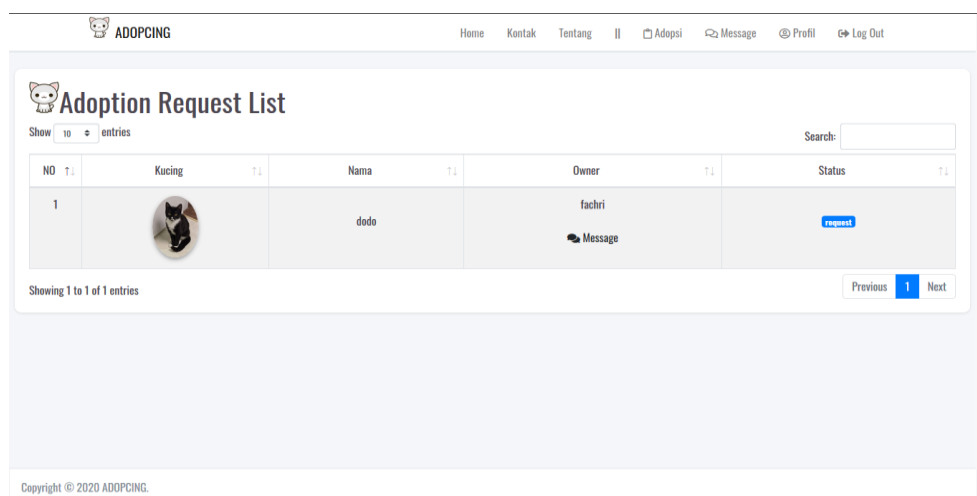 ADOPCING Home Kontak Tentang || Adopsi Message Profil Log Out
Adoption Request List
Show 10 entries Search:
NO Kucing Nama Owner Status
1 dodo fachri request
Message
Showing 1 to 1 of 1 entries Previous 1 Next
Copyright © 2020 ADOPCING.